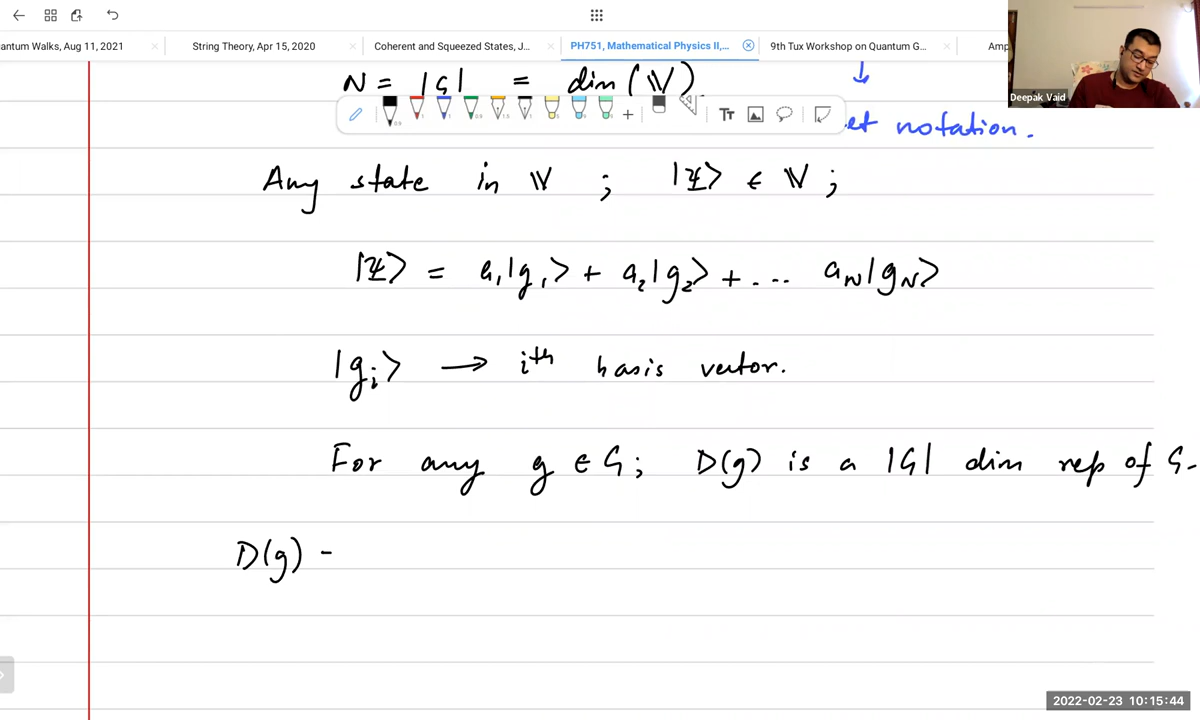 antum Walks, Aug 11, 2021 String Theory, Apr 15, 2020 Coherent and Squeezed States, J... PH751, Mathematical Physics II,... 9th Tux Workshop on Quantum G... Amp
Deepak Vaid
N = |G| = dim(𝕍)
et notation.
Any state in 𝕍 ; |Ψ> ∈ 𝕍 ;
|Ψ> = a₁|g₁> + a₂|g₂> + .... a_N|g_N>
|gᵢ> → ith basis vector.
For any g ∈ G; D(g) is a |G| dim rep of G-
D(g) -
2022-02-23 10:15:44